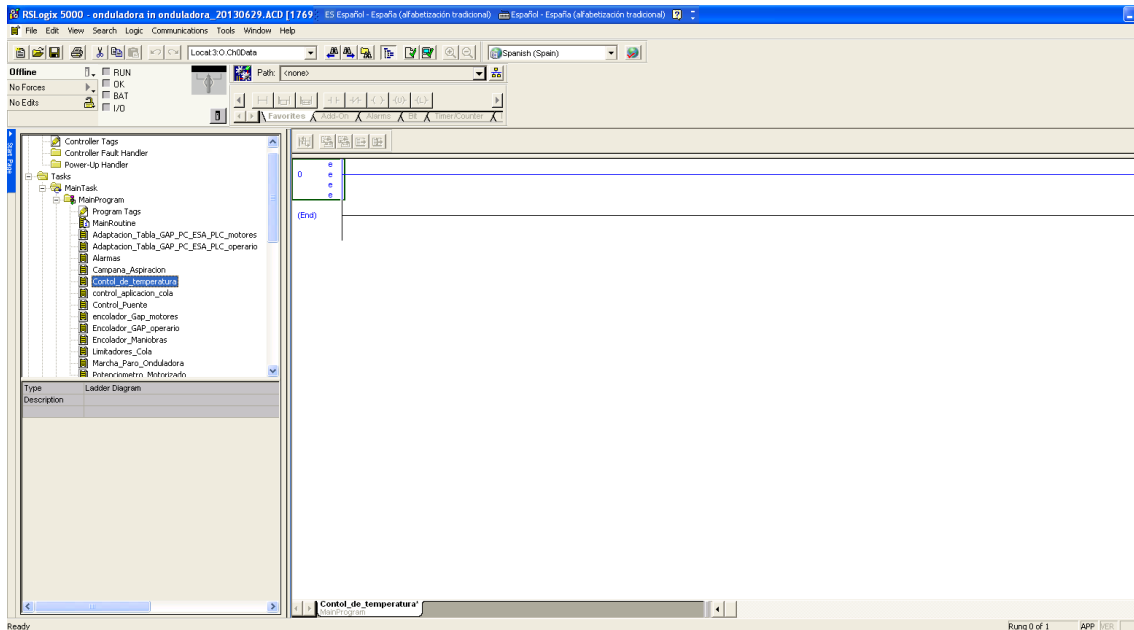 RSLogix 5000 - onduladora in onduladora_20130629.ACD [1769
ES Español - España (alfabetización tradicional) Español - España (alfabetización tradicional)
File Edit View Search Logic Communications Tools Window Help
Local:3:O.Ch0Data
Spanish (Spain)
Offline
RUN
No Forces
OK
No Edits
BAT
I/O
Path: <none>
Favorites Add-On Alarms Bit Timer/Counter
Start Page
Controller Tags
Controller Fault Handler
Power-Up Handler
Tasks
MainTask
MainProgram
Program Tags
MainRoutine
Adaptacion_Tabla_GAP_PC_ESA_PLC_motores
Adaptacion_Tabla_GAP_PC_ESA_PLC_operario
Alarmas
Campana_Aspiracion
Contol_de_temperatura
control_aplicacion_cola
Control_Puente
encolador_Gap_motores
Encolador_GAP_operario
Encolador_Maniobras
Limitadores_Cola
Marcha_Paro_Onduladora
Potenciometro_Motorizado
Type Ladder Diagram
Description
e
0 e
e
e
(End)
Contol_de_temperatura*
MainProgram
Ready
Rung 0 of 1 APP VER